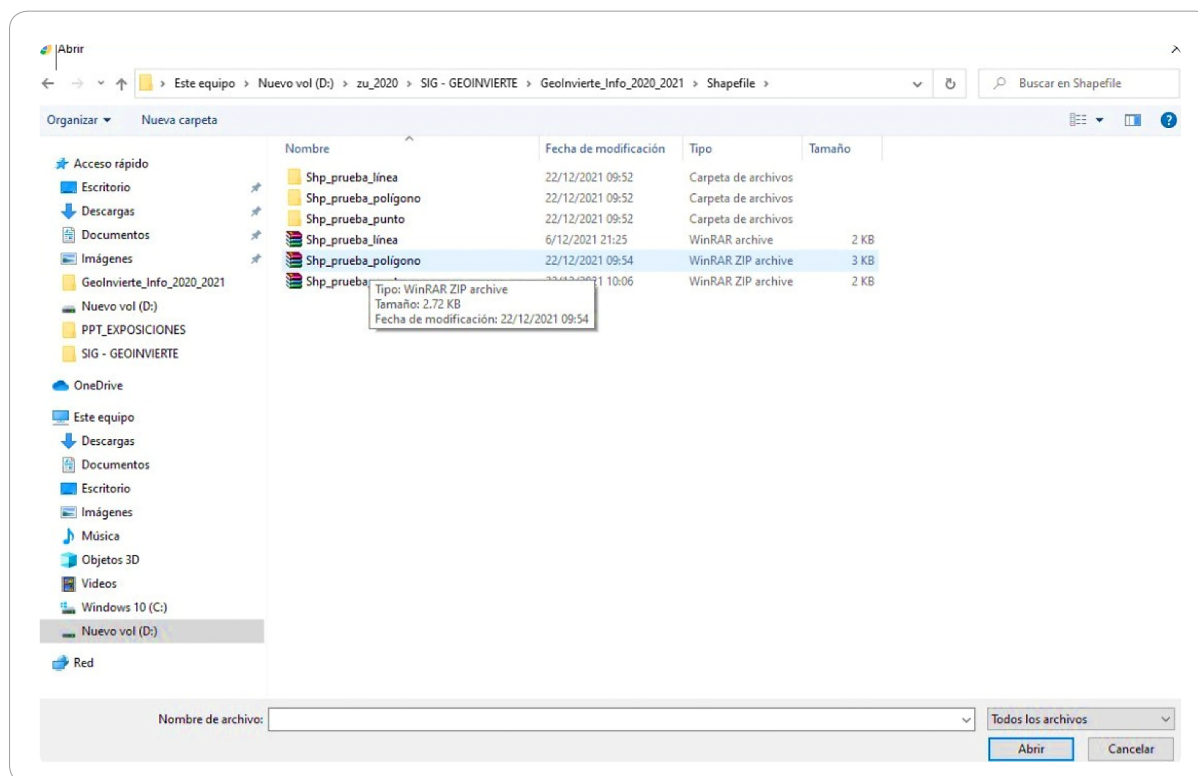 Abrir
Este equipo > Nuevo vol (D:) > zu_2020 > SIG - GEOINVIERTE > GeoInvierte_Info_2020_2021 > Shapefile >
Buscar en Shapefile
Organizar
Nueva carpeta
Acceso rápido
Escritorio
Descargas
Documentos
Imágenes
GeoInvierte_Info_2020_2021
Nuevo vol (D:)
PPT_EXPOSICIONES
SIG - GEOINVIERTE
OneDrive
Este equipo
Descargas
Documentos
Escritorio
Imágenes
Música
Objetos 3D
Videos
Windows 10 (C:)
Nuevo vol (D:)
Red
Nombre Fecha de modificación Tipo Tamaño
Shp_prueba_línea 22/12/2021 09:52 Carpeta de archivos
Shp_prueba_polígono 22/12/2021 09:52 Carpeta de archivos
Shp_prueba_punto 22/12/2021 09:52 Carpeta de archivos
Shp_prueba_línea 6/12/2021 21:25 WinRAR archive 2 KB
Shp_prueba_polígono 22/12/2021 09:54 WinRAR ZIP archive 3 KB
Shp_prueba 10:06 WinRAR ZIP archive 2 KB
Tipo: WinRAR ZIP archive
Tamaño: 2.72 KB
Fecha de modificación: 22/12/2021 09:54
Nombre de archivo:
Todos los archivos
Abrir
Cancelar